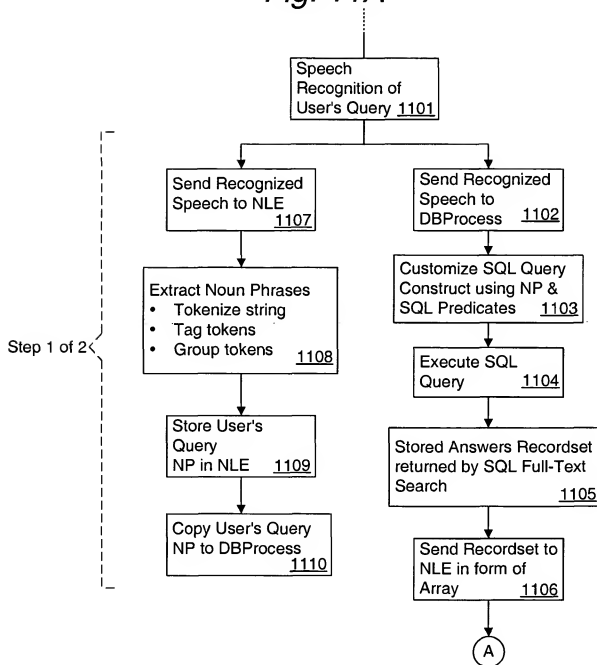 Fig. 11A
Speech
Recognition of
User's Query 1101
Step 1 of 2
Send Recognized
Speech to NLE
1107
Extract Noun Phrases
• Tokenize string
• Tag tokens
• Group tokens 1108
Store User's
Query
NP in NLE 1109
Copy User's Query
NP to DBProcess
1110
Send Recognized
Speech to
DBProcess 1102
Customize SQL Query
Construct using NP &
SQL Predicates 1103
Execute SQL
Query 1104
Stored Answers Recordset
returned by SQL Full-Text
Search 1105
Send Recordset to
NLE in form of
Array 1106
A